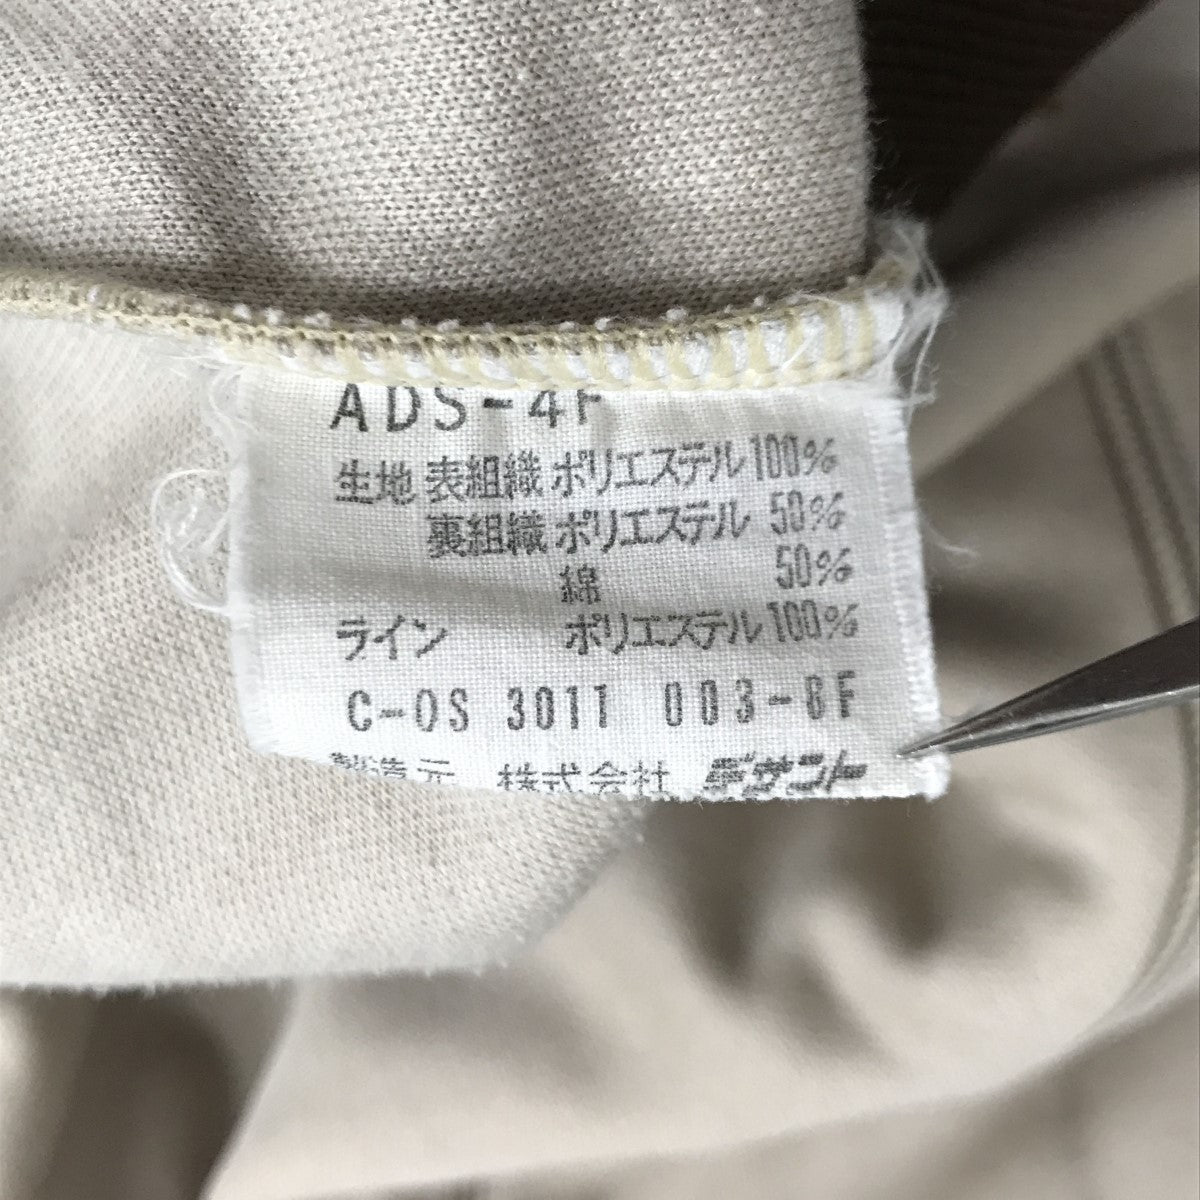 ADS-4F
生地 表組織 ポリエステル 100%
裏組織 ポリエステル 50%
綿 50%
ライン ポリエステル 100%
C-OS 3011 003-8F
製造元 株式会社 デサント